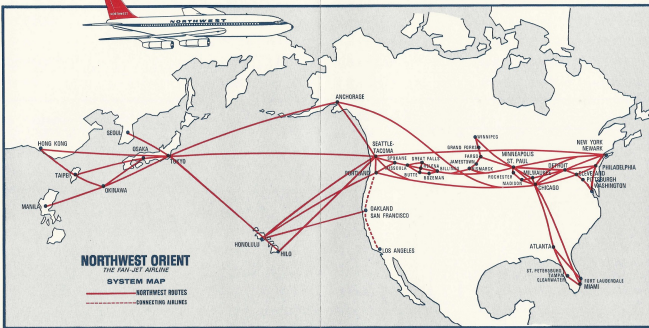 NORTHWEST
NORTHWEST
ANCHORAGE
SEOUL
HONG KONG
OSAKA
TOKYO
TAIPEI
OKINAWA
MANILA
SEATTLE-
TACOMA
PORTLAND
SPOKANE
MISSOULA
GREAT FALLS
HELENA
BUTTE
BOZEMAN
BILLINGS
WINNIPEG
GRAND FORKS
FARGO
JAMESTOWN
BISMARCK
MINNEAPOLIS
ST. PAUL
ROCHESTER
MADISON
MILWAUKEE
CHICAGO
DETROIT
NEW YORK
NEWARK
PHILADELPHIA
CLEVELAND
PITTSBURGH
WASHINGTON
OAKLAND
SAN FRANCISCO
LOS ANGELES
HONOLULU
HILO
ATLANTA
ST. PETERSBURG
TAMPA
CLEARWATER
FORT LAUDERDALE
MIAMI
NORTHWEST ORIENT
THE FAN-JET AIRLINE
SYSTEM MAP
NORTHWEST ROUTES
CONNECTING AIRLINES